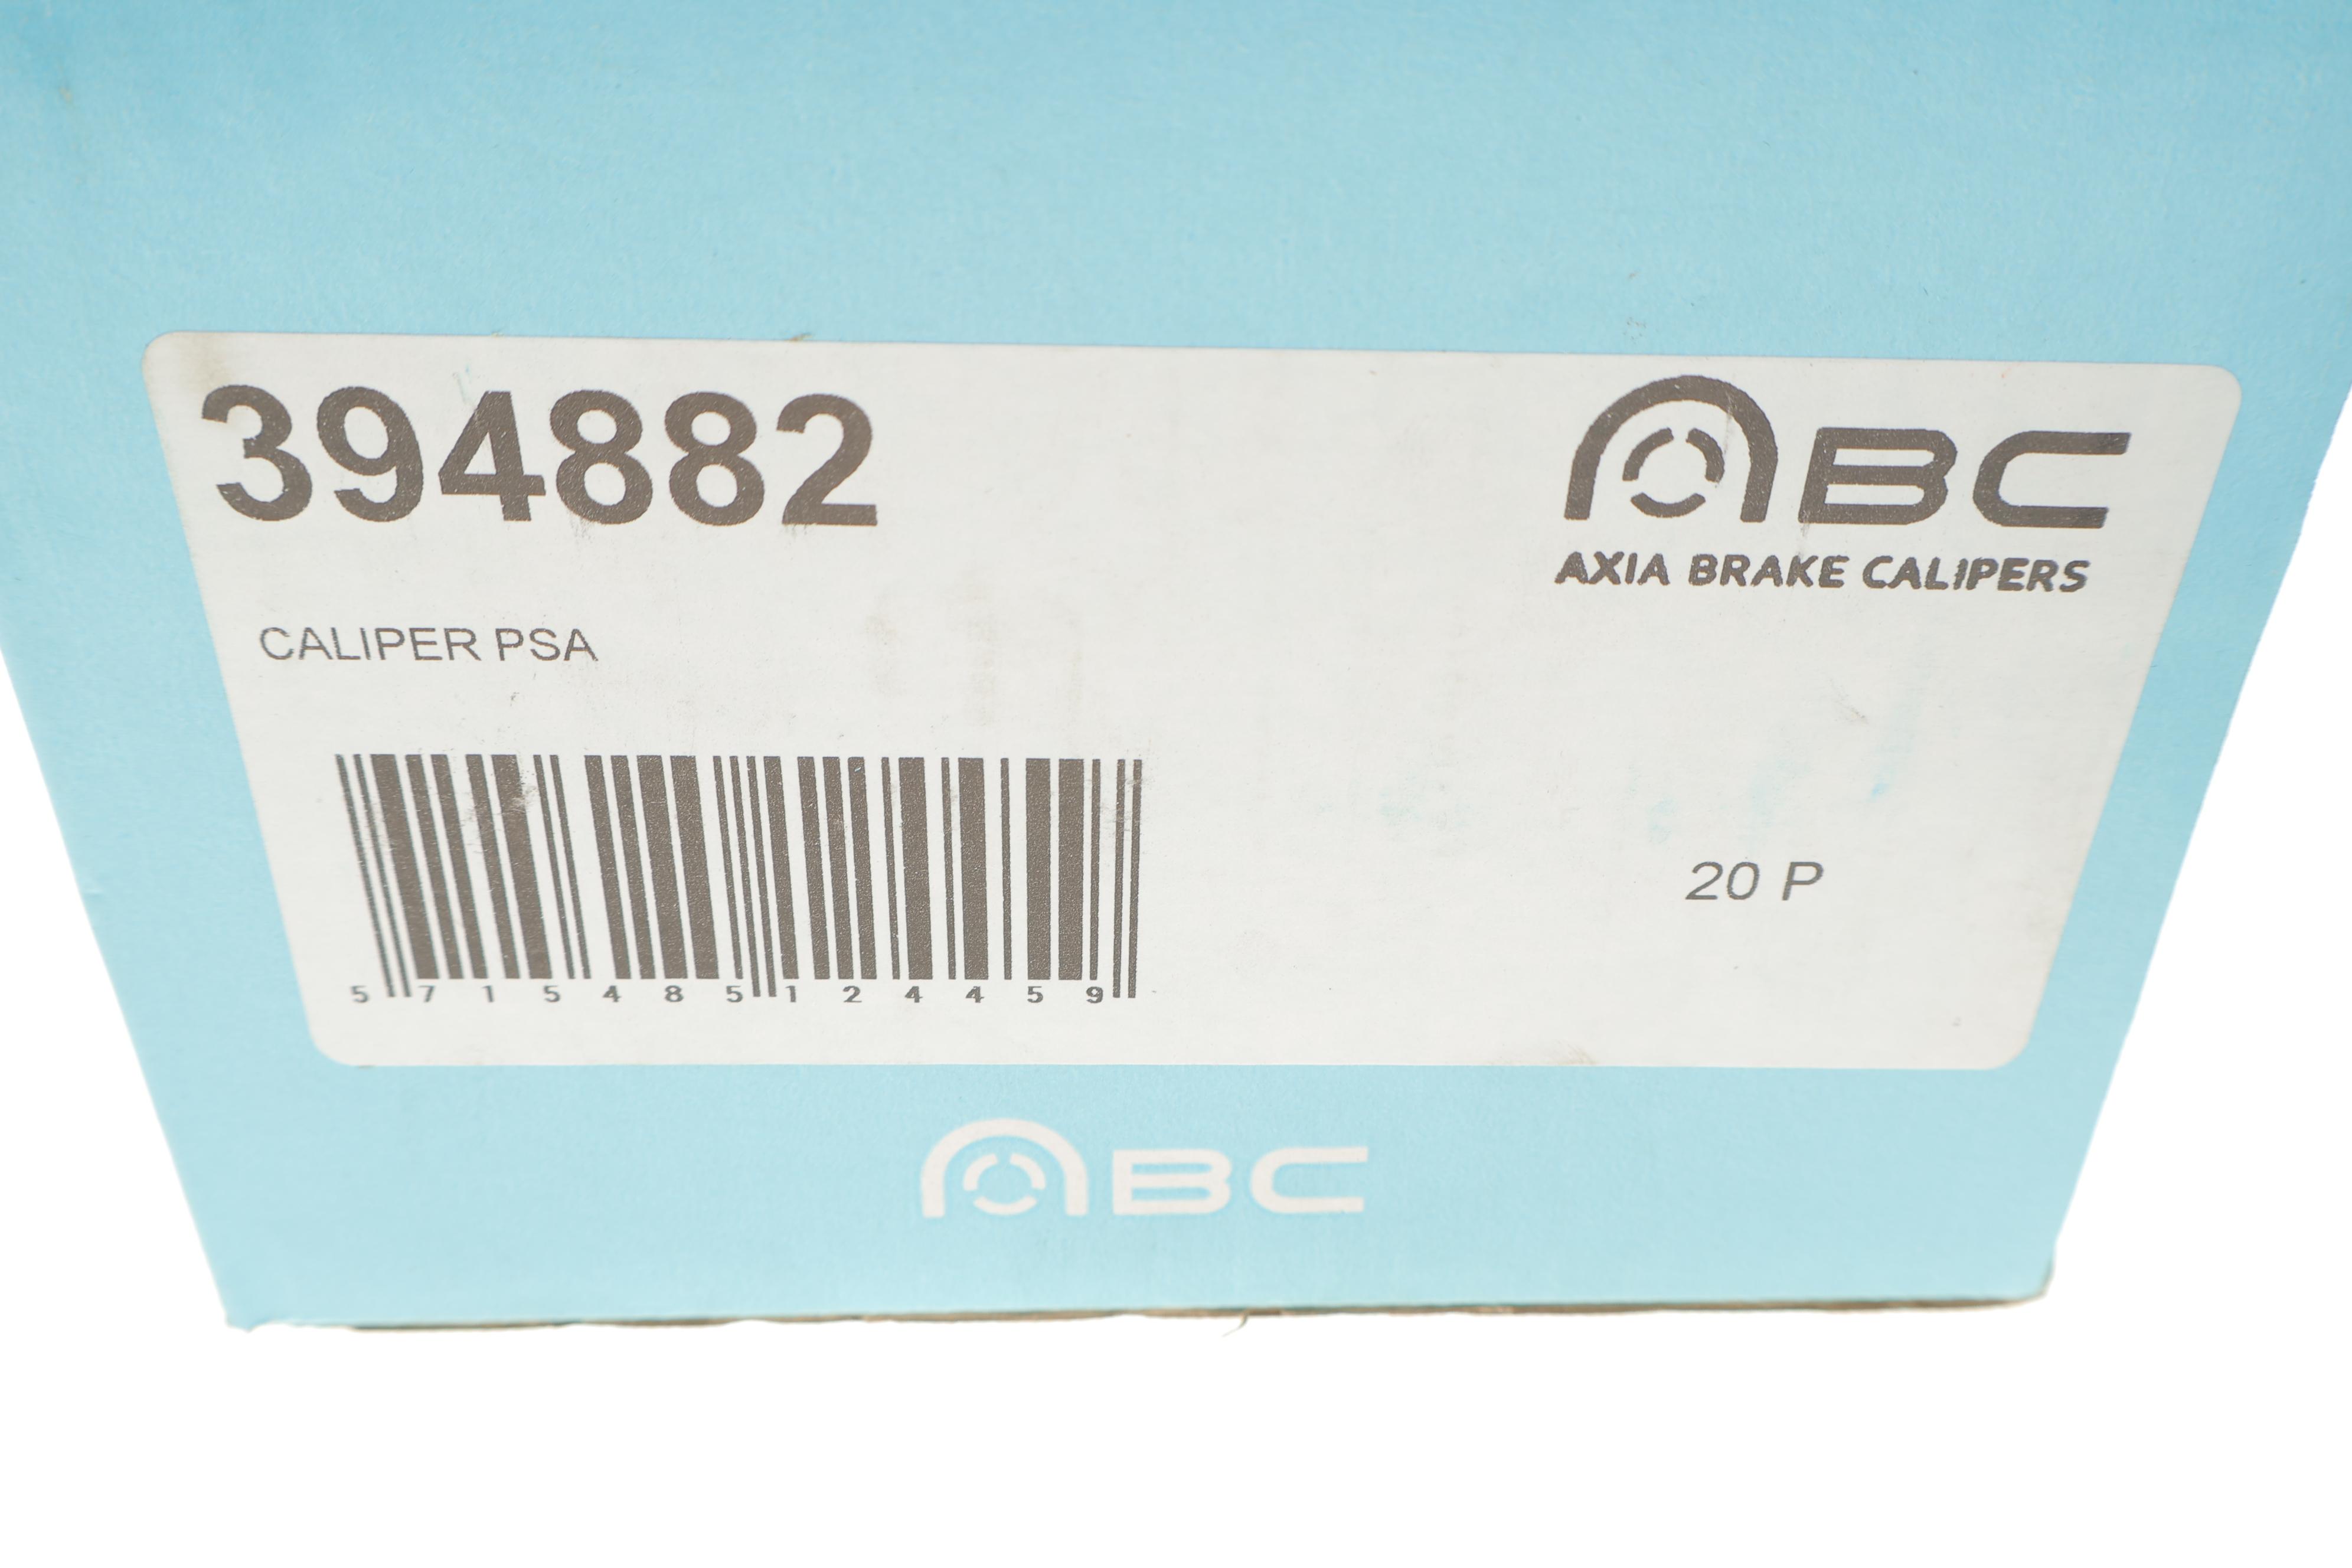 394882
ABC
AXIA BRAKE CALIPERS
CALIPER PSA
20 P
5 715485 124459
ABC